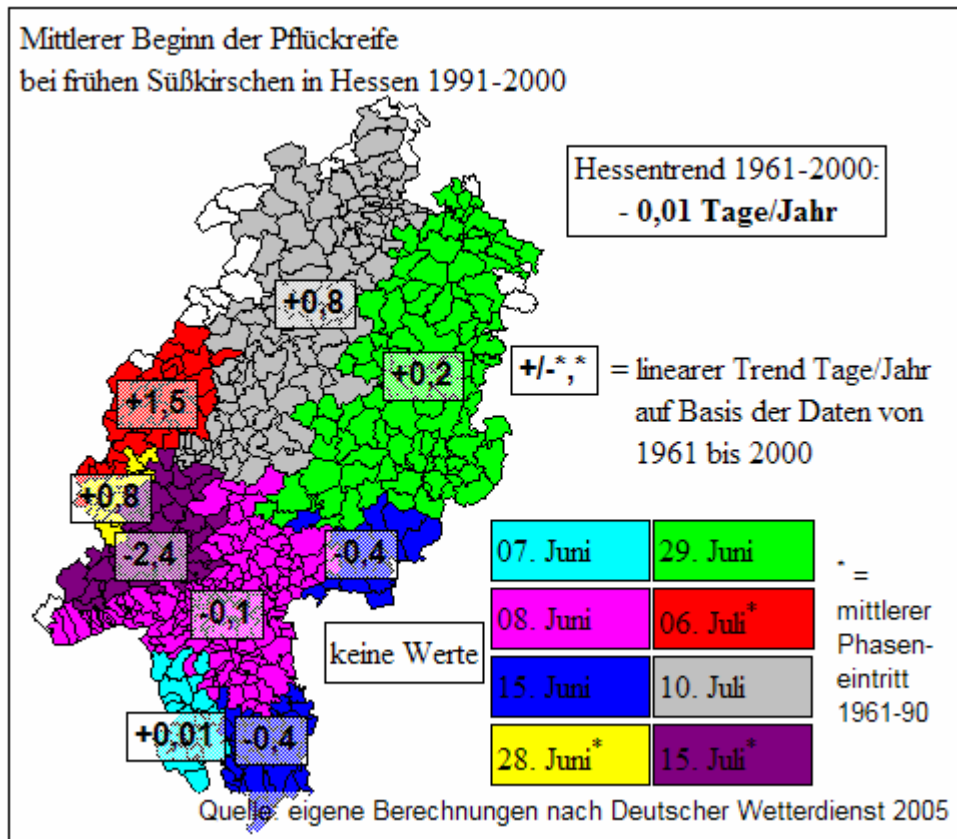 Mittlerer Beginn der Pflückreife
bei frühen Süßkirschen in Hessen 1991-2000
Hessentrend 1961-2000:
- 0,01 Tage/Jahr
+0,8
+0,2
+/-*,* = linearer Trend Tage/Jahr
auf Basis der Daten von
1961 bis 2000
+1,5
+0,8
-2,4
-0,4
-0,1
keine Werte
+0,01
-0,4
07. Juni
29. Juni
08. Juni
06. Juli*
15. Juni
10. Juli
28. Juni*
15. Juli*
* =
mittlerer
Phasen-
eintritt
1961-90
Quelle: eigene Berechnungen nach Deutscher Wetterdienst 2005